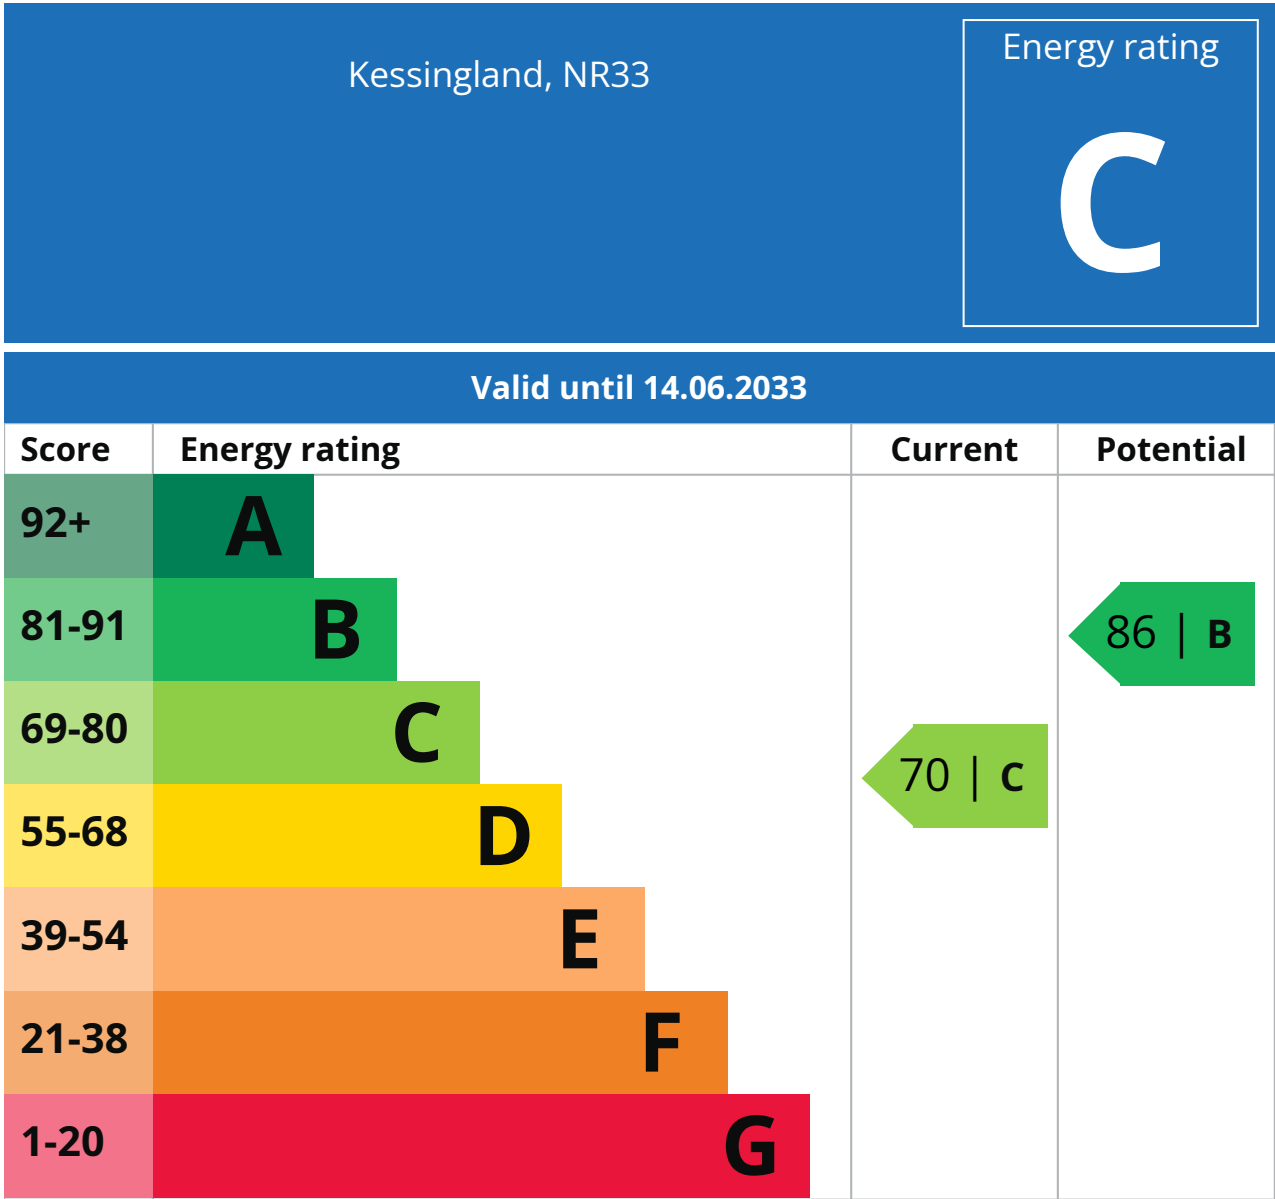 Kessingland, NR33
Energy rating
C
Valid until 14.06.2033
Score Energy rating Current Potential
92+ A
81-91 B 86 | B
69-80 C 70 | C
55-68 D
39-54 E
21-38 F
1-20 G